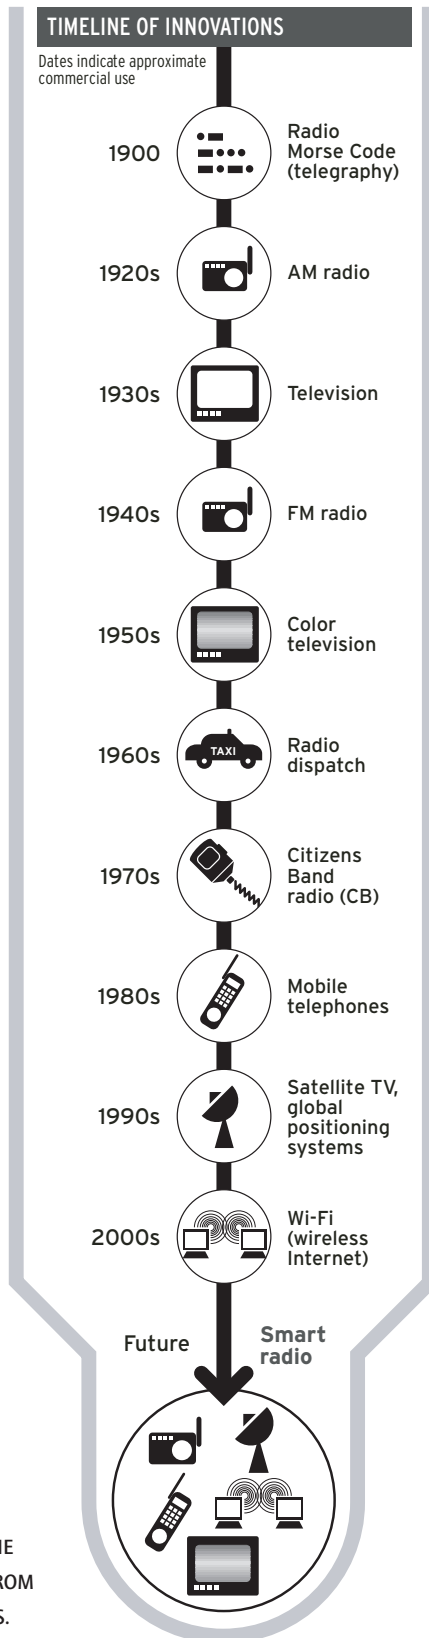 TIMELINE OF INNOVATIONS
Dates indicate approximate
commercial use
1900
Radio
Morse Code
(telegraphy)
1920s
AM radio
1930s
Television
1940s
FM radio
1950s
Color
television
1960s
TAXI
Radio
dispatch
1970s
Citizens
Band
radio (CB)
1980s
Mobile
telephones
1990s
Satellite TV,
global
positioning
systems
2000s
Wi-Fi
(wireless
Internet)
Future
Smart
radio